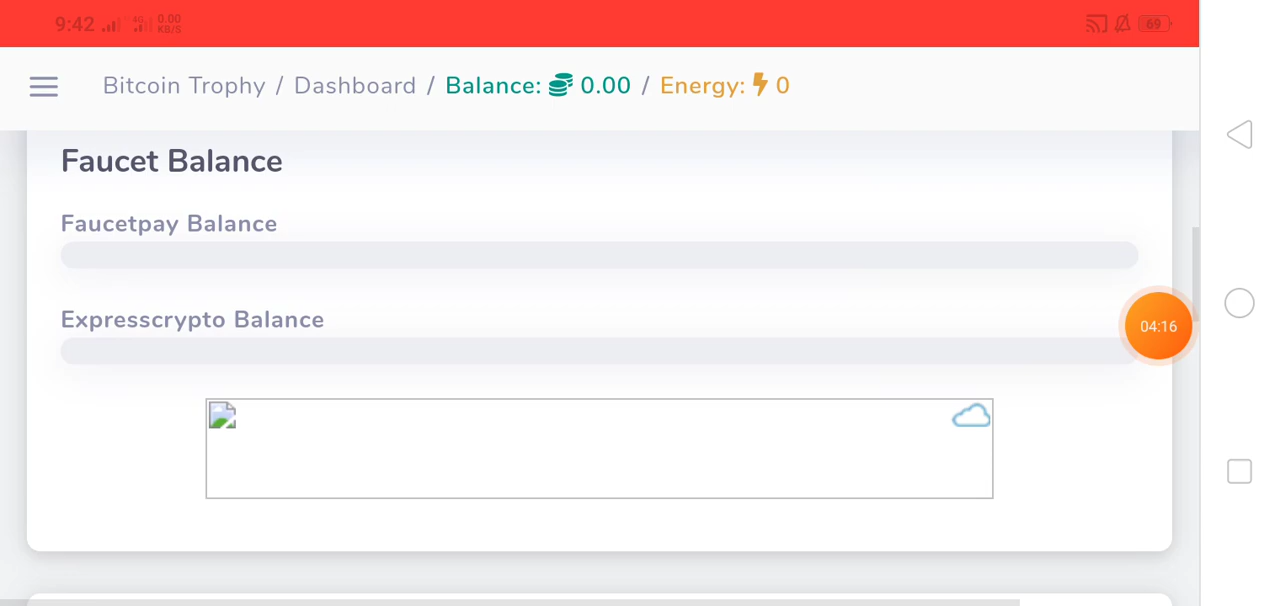 9:42 4G 0.00 KB/S 69
Bitcoin Trophy / Dashboard / Balance: 0.00 / Energy: 0
Faucet Balance
Faucetpay Balance
Expresscrypto Balance
04:16